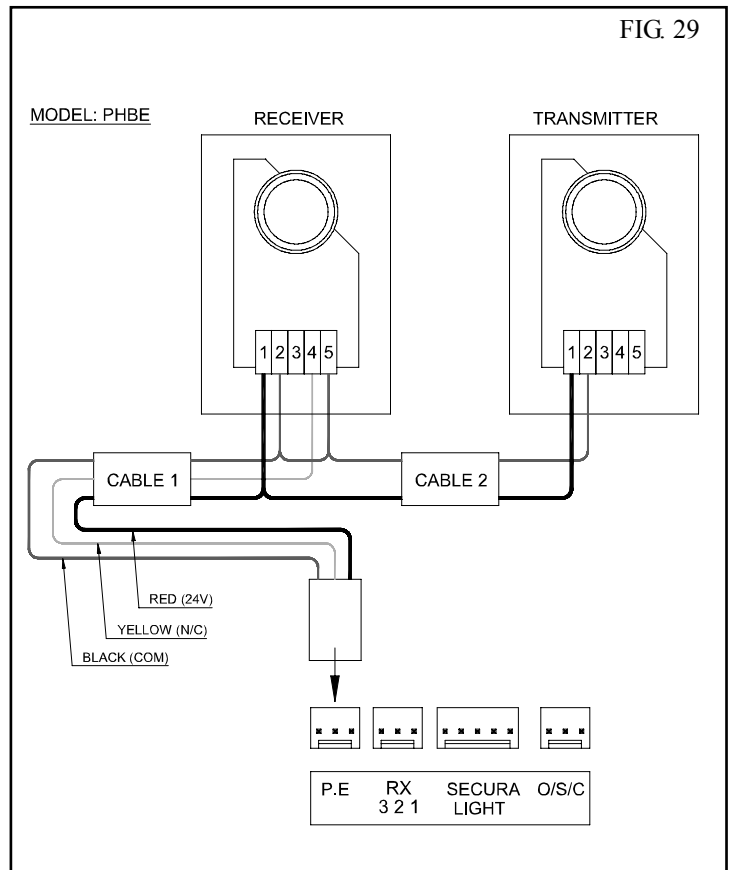 FIG. 29
MODEL: PHBE
RECEIVER
TRANSMITTER
1 2 3 4 5
1 2 3 4 5
CABLE 1
CABLE 2
RED (24V)
YELLOW (N/C)
BLACK (COM)
P.E RX SECURA O/S/C
3 2 1 LIGHT